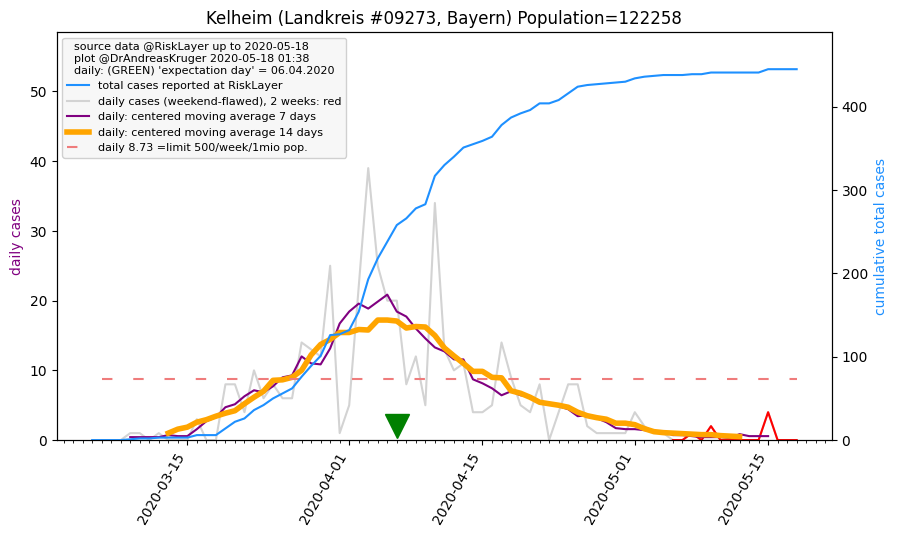 Kelheim (Landkreis #09273, Bayern) Population=122258
source data @RiskLayer up to 2020-05-18
plot @DrAndreasKruger 2020-05-18 01:38
daily: (GREEN) 'expectation day' = 06.04.2020
total cases reported at RiskLayer
daily cases (weekend-flawed), 2 weeks: red
daily: centered moving average 7 days
daily: centered moving average 14 days
daily 8.73 =limit 500/week/1mio pop.
daily cases
50
40
30
20
10
0
cumulative total cases
400
300
200
100
0
2020-03-15
2020-04-01
2020-04-15
2020-05-01
2020-05-15